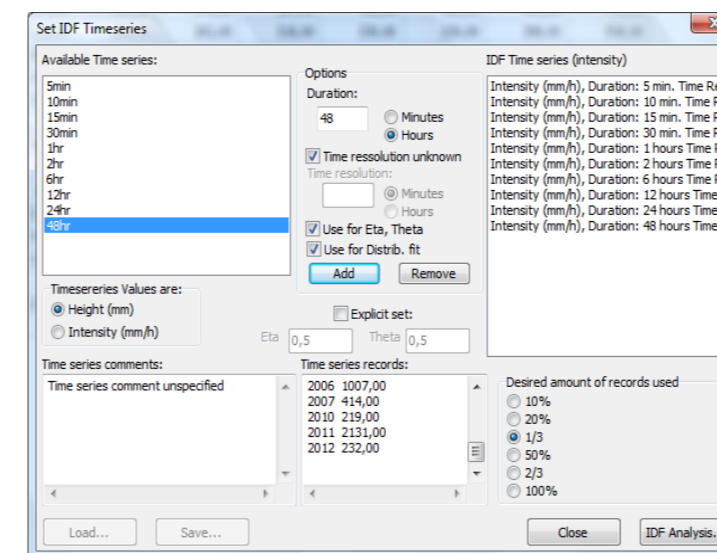 Set IDF Timeseries
Available Time series:
5min
10min
15min
30min
1hr
2hr
6hr
12hr
24hr
48hr
Options
Duration:
48
Minutes
Hours
Time ressolution unknown
Time resolution:
Minutes
Hours
Use for Eta, Theta
Use for Distrib. fit
Add Remove
IDF Time series (intensity)
Intensity (mm/h), Duration: 5 min. Time Re
Intensity (mm/h), Duration: 10 min. Time R
Intensity (mm/h), Duration: 15 min. Time R
Intensity (mm/h), Duration: 30 min. Time R
Intensity (mm/h), Duration: 1 hours Time R
Intensity (mm/h), Duration: 2 hours Time R
Intensity (mm/h), Duration: 6 hours Time R
Intensity (mm/h), Duration: 12 hours Time
Intensity (mm/h), Duration: 24 hours Time
Intensity (mm/h), Duration: 48 hours Time
Timesereries Values are:
Height (mm)
Intensity (mm/h)
Explicit set:
Eta 0,5 Theta 0,5
Time series comments:
Time series comment unspecified
Time series records:
2006 1007,00
2007 414,00
2010 219,00
2011 2131,00
2012 232,00
Desired amount of records used
10%
20%
1/3
50%
2/3
100%
Load... Save... Close IDF Analysis.